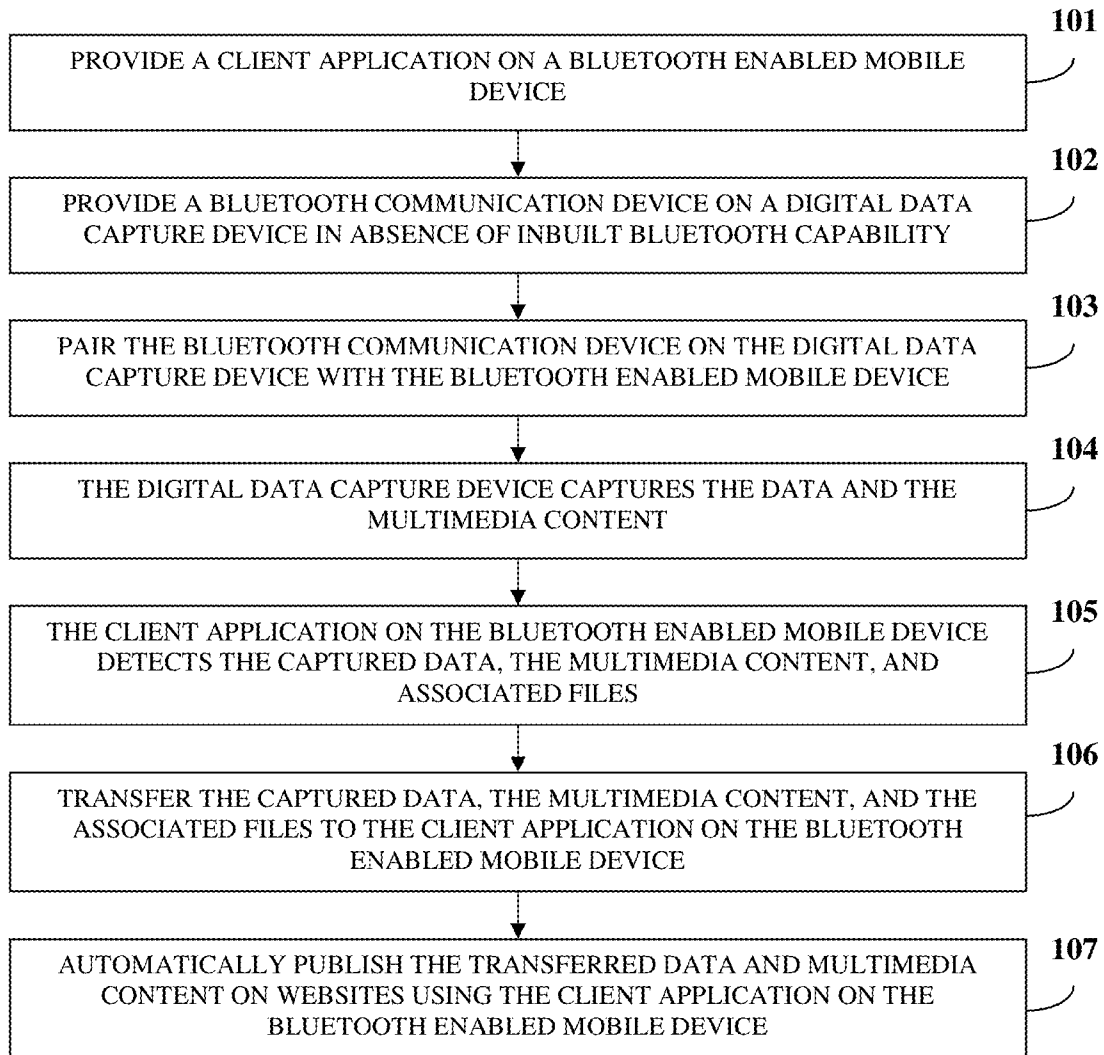 101
PROVIDE A CLIENT APPLICATION ON A BLUETOOTH ENABLED MOBILE
DEVICE
102
PROVIDE A BLUETOOTH COMMUNICATION DEVICE ON A DIGITAL DATA
CAPTURE DEVICE IN ABSENCE OF INBUILT BLUETOOTH CAPABILITY
103
PAIR THE BLUETOOTH COMMUNICATION DEVICE ON THE DIGITAL DATA
CAPTURE DEVICE WITH THE BLUETOOTH ENABLED MOBILE DEVICE
104
THE DIGITAL DATA CAPTURE DEVICE CAPTURES THE DATA AND THE
MULTIMEDIA CONTENT
105
THE CLIENT APPLICATION ON THE BLUETOOTH ENABLED MOBILE DEVICE
DETECTS THE CAPTURED DATA, THE MULTIMEDIA CONTENT, AND
ASSOCIATED FILES
106
TRANSFER THE CAPTURED DATA, THE MULTIMEDIA CONTENT, AND THE
ASSOCIATED FILES TO THE CLIENT APPLICATION ON THE BLUETOOTH
ENABLED MOBILE DEVICE
107
AUTOMATICALLY PUBLISH THE TRANSFERRED DATA AND MULTIMEDIA
CONTENT ON WEBSITES USING THE CLIENT APPLICATION ON THE
BLUETOOTH ENABLED MOBILE DEVICE